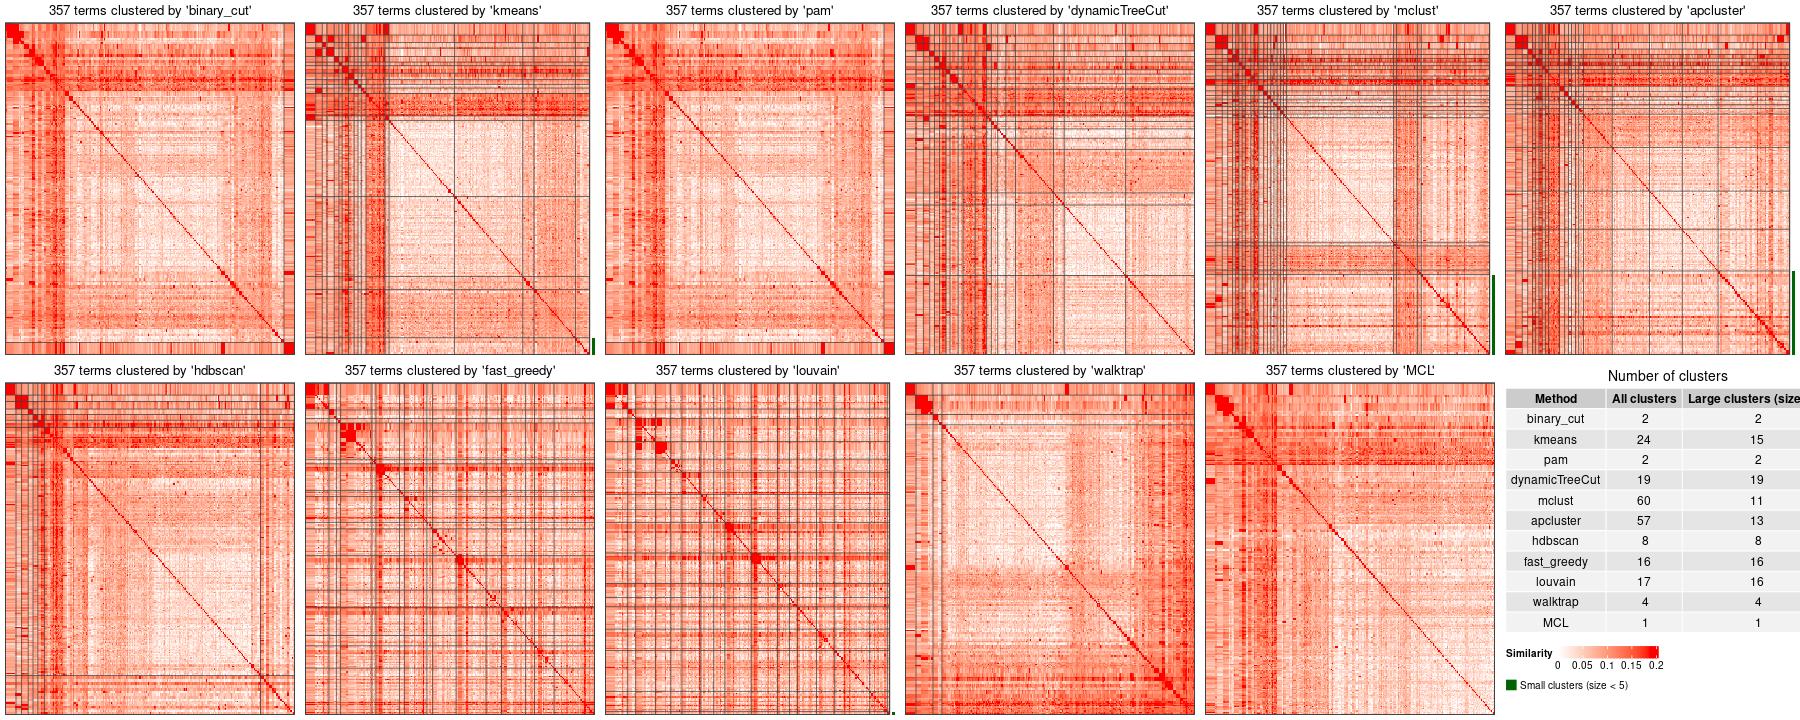 357 terms clustered by 'binary_cut'
357 terms clustered by 'kmeans'
357 terms clustered by 'pam'
357 terms clustered by 'dynamicTreeCut'
357 terms clustered by 'mclust'
357 terms clustered by 'apcluster'
357 terms clustered by 'hdbscan'
357 terms clustered by 'fast_greedy'
357 terms clustered by 'louvain'
357 terms clustered by 'walktrap'
357 terms clustered by 'MCL'
Number of clusters
Method All clusters Large clusters (size
binary_cut 2 2
kmeans 24 15
pam 2 2
dynamicTreeCut 19 19
mclust 60 11
apcluster 57 13
hdbscan 8 8
fast_greedy 16 16
louvain 17 16
walktrap 4 4
MCL 1 1
Similarity
0 0.05 0.1 0.15 0.2
Small clusters (size < 5)